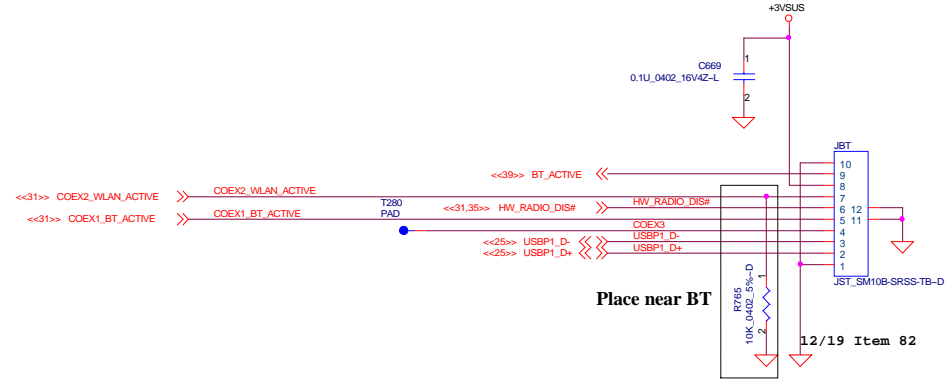 +3VSUS
C669
0.1U_0402_16V4Z~L
1
2
JBT
10
9
8
7
6 12
5 11
4
3
2
1
JST_SM10B-SRSS-TB~D
<<39>> BT_ACTIVE
<<31>> COEX2_WLAN_ACTIVE
COEX2_WLAN_ACTIVE
<<31,35>> HW_RADIO_DIS#
HW_RADIO_DIS#
<<31>> COEX1_BT_ACTIVE
COEX1_BT_ACTIVE
T280
PAD
COEX3
<<25>> USBP1_D-
USBP1_D-
<<25>> USBP1_D+
USBP1_D+
Place near BT
R765
10K_0402_5%~D
1
2
12/19 Item 82